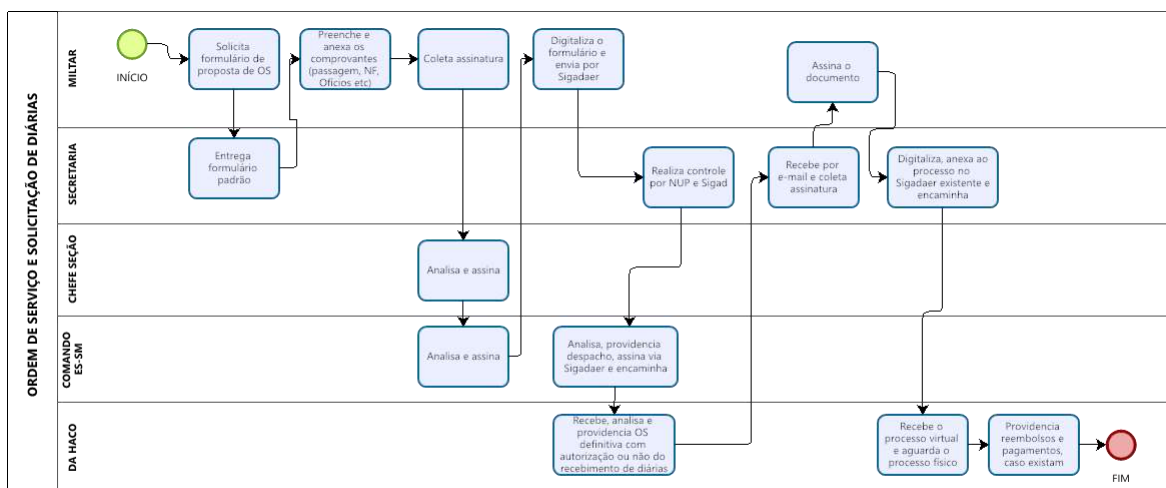 ORDEM DE SERVIÇO E SOLICITAÇÃO DE DIÁRIAS
MILTAR
INÍCIO
Solicita
formulário de
proposta de OS
Preenche e
anexa os
comprovantes
(passagem, NF,
Ofícios etc)
Coleta assinatura
Digitaliza o
formulário e
envia por
Sigadaer
Assina o
documento
SECRETARIA
Entrega
formulário
padrão
Realiza controle
por NUP e Sigad
Recebe por
e-mail e coleta
assinatura
Digitaliza, anexa ao
processo no
Sigadaer existente e
encaminha
CHEFE SEÇÃO
Analisa e assina
COMANDO
ES-SM
Analisa e assina
Analisa, providencia
despacho, assina via
Sigadaer e encaminha
DA HACO
Recebe, analisa e
providencia OS
definitiva com
autorização ou não do
recebimento de diárias
Recebe o
processo virtual
e aguarda o
processo físico
Providencia
reembolsos e
pagamentos,
caso existam
FIM